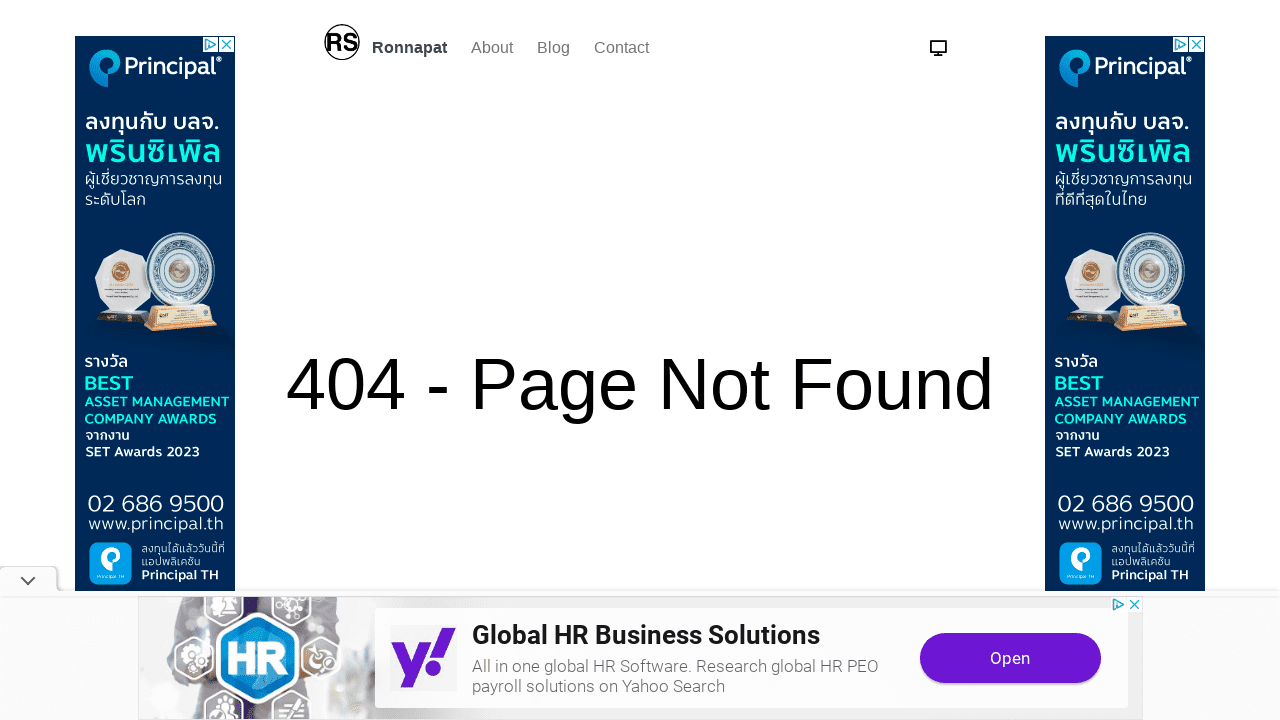 RS
Ronnapat
About
Blog
Contact
Principal®
ลงทุนกับ บลจ.
พรินซิเพิล
ผู้เชี่ยวชาญการลงทุน
ระดับโลก
รางวัล
BEST
ASSET MANAGEMENT
COMPANY AWARDS
จากงาน
SET Awards 2023
02 686 9500
www.principal.th
ลงทุนได้แล้ววันนี้ที่
แอปพลิเคชัน
Principal TH
Principal TH
404 - Page Not Found
Principal®
ลงทุนกับ บลจ.
พรินซิเพิล
ผู้เชี่ยวชาญการลงทุน
ที่ดีที่สุดในไทย
รางวัล
BEST
ASSET MANAGEMENT
COMPANY AWARDS
จากงาน
SET Awards 2023
02 686 9500
www.principal.th
ลงทุนได้แล้ววันนี้ที่
แอปพลิเคชัน
Principal TH
Principal TH
HR
y!
Global HR Business Solutions
All in one global HR Software. Research global HR PEO
payroll solutions on Yahoo Search
Open